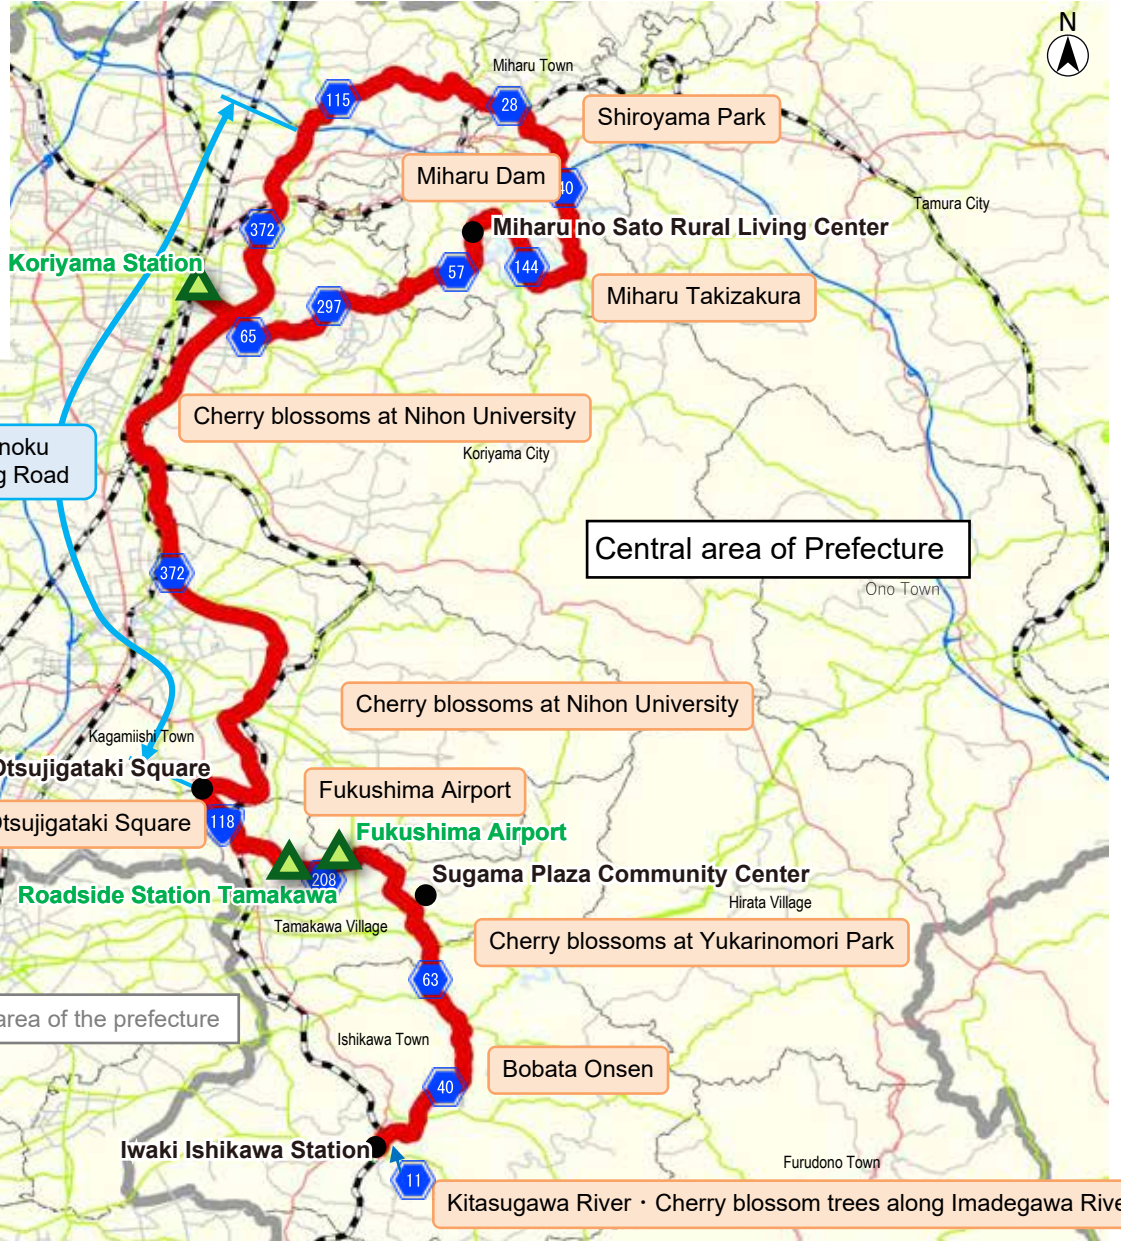 N
Miharu Town
115
28
Shiroyama Park
Miharu Dam
40
Tamura City
372
Miharu no Sato Rural Living Center
Koriyama Station
57
144
Miharu Takizakura
297
65
Cherry blossoms at Nihon University
noku
g Road
Koriyama City
Central area of Prefecture
372
Ono Town
Cherry blossoms at Nihon University
Kagamiishi Town
Otsujigataki Square
Fukushima Airport
Otsujigataki Square
118
Fukushima Airport
208
Sugama Plaza Community Center
Roadside Station Tamakawa
Hirata Village
Tamakawa Village
Cherry blossoms at Yukarinomori Park
63
area of the prefecture
Ishikawa Town
Bobata Onsen
40
Iwaki Ishikawa Station
Furudono Town
11
Kitasugawa River・Cherry blossom trees along Imadegawa Rive